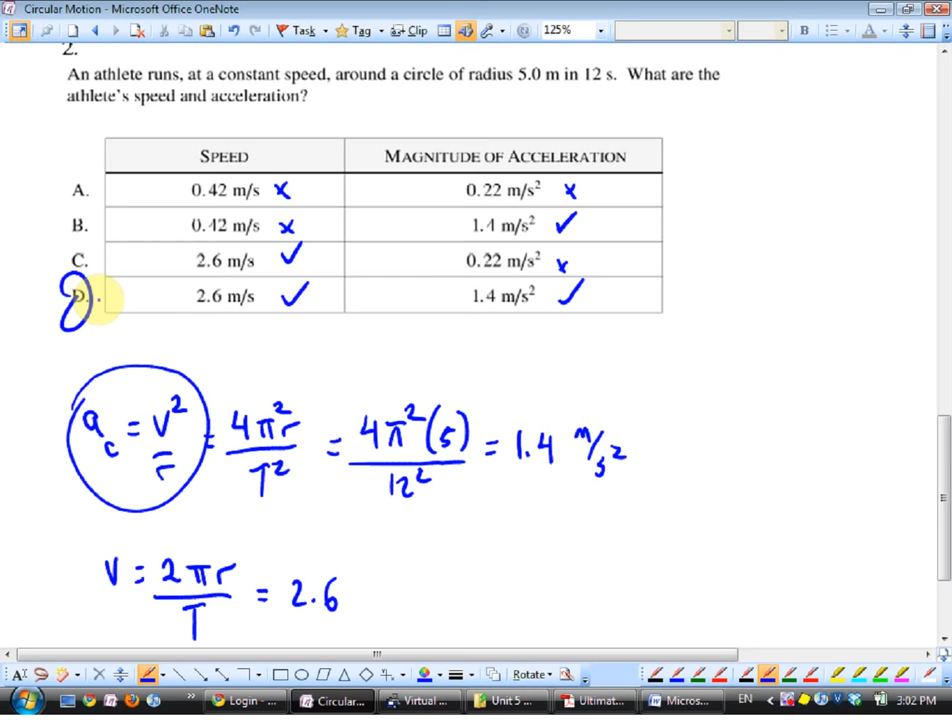 Circular Motion - Microsoft Office OneNote
Task Tag Clip 125% B A
2.
An athlete runs, at a constant speed, around a circle of radius 5.0 m in 12 s. What are the
athlete's speed and acceleration?
SPEED MAGNITUDE OF ACCELERATION
A. 0.42 m/s x 0.22 m/s² x
B. 0.42 m/s x 1.4 m/s² ✓
C. 2.6 m/s ✓ 0.22 m/s² x
D. 2.6 m/s ✓ 1.4 m/s² ✓
a_c = v²/r = 4π²r/T² = 4π²(5)/12² = 1.4 m/s²
v = 2πr/T = 2.6
Rotate
Login - ... Circular... Virtual ... Unit 5 ... Ultimat... Micros... EN 3:02 PM